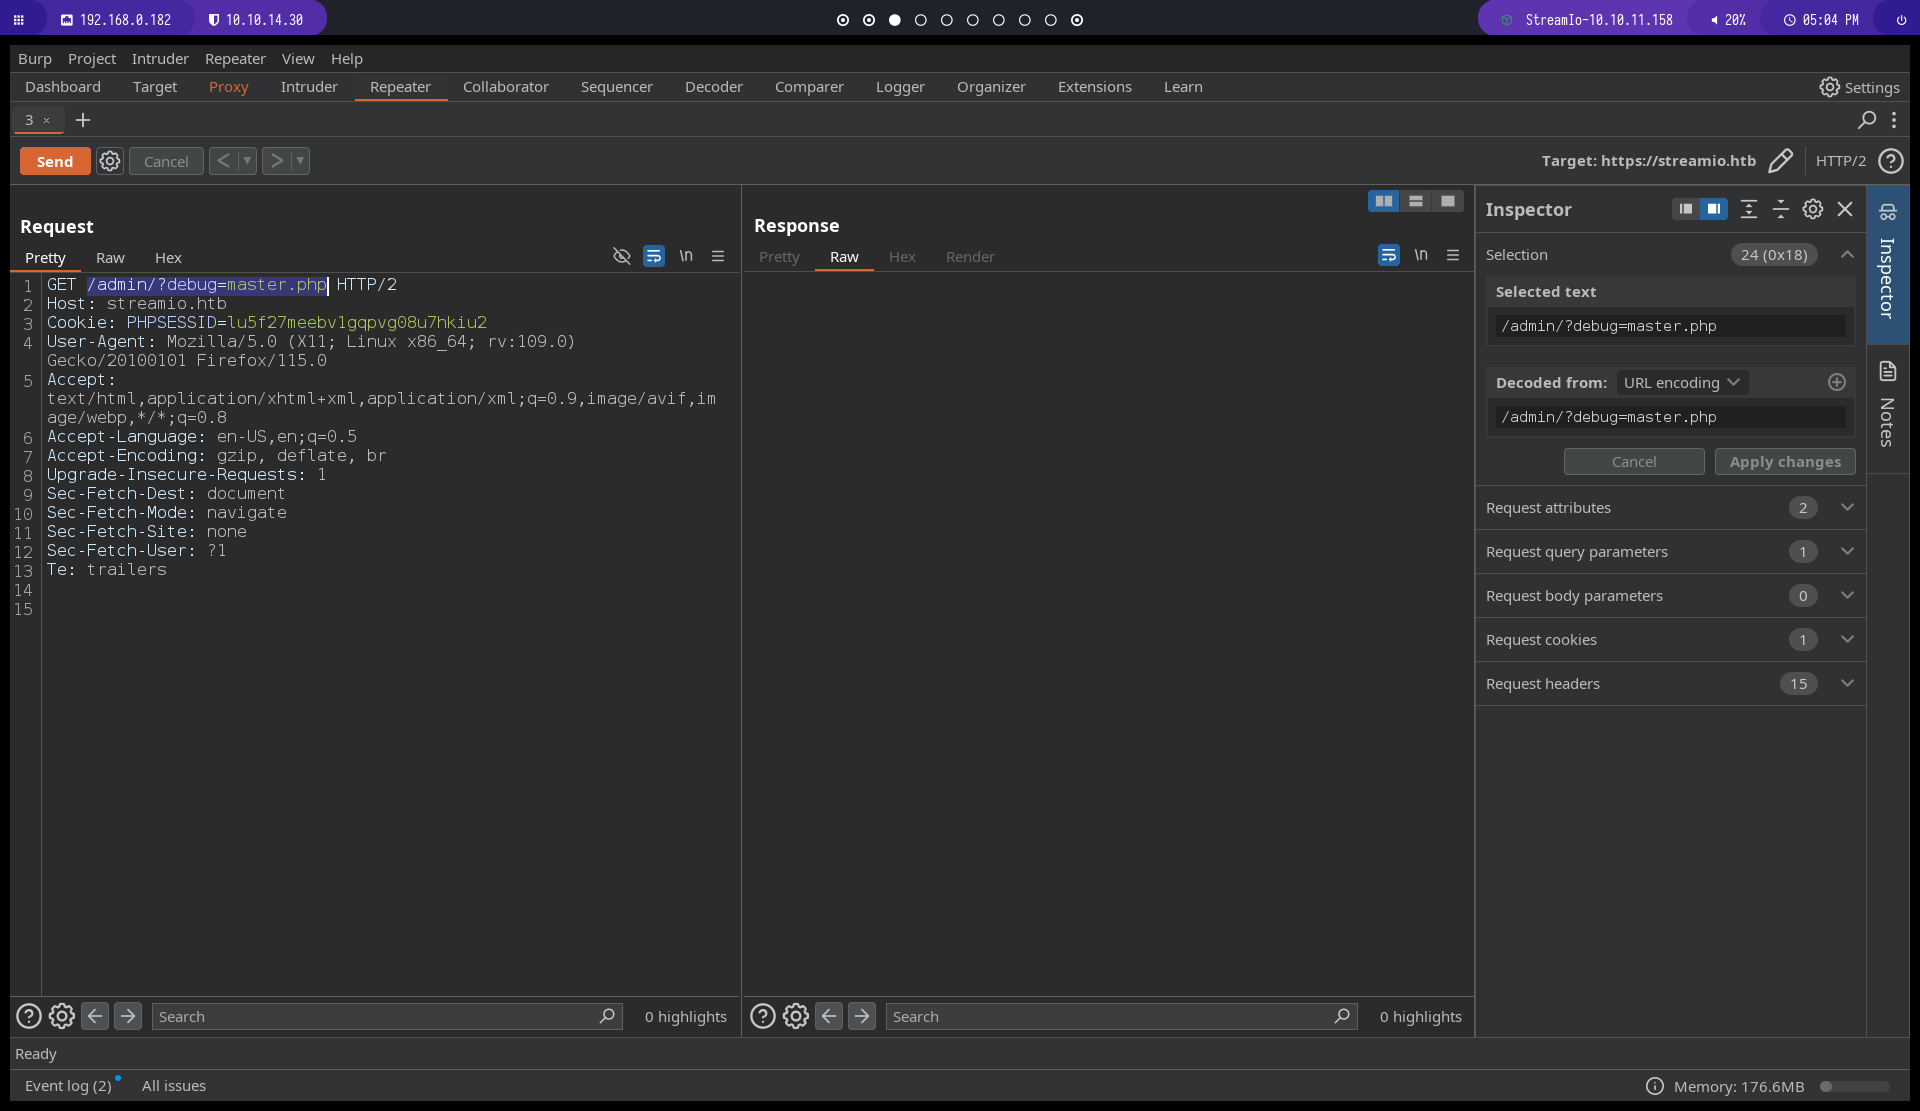 192.168.0.182 10.10.14.30 StreamIo-10.10.11.158 20% 05:04 PM
Burp Project Intruder Repeater View Help
Dashboard Target Proxy Intruder Repeater Collaborator Sequencer Decoder Comparer Logger Organizer Extensions Learn Settings
3 × +
Send Cancel < > Target: https://streamio.htb HTTP/2
Request
Pretty Raw Hex \n
1 GET /admin/?debug=master.php HTTP/2
2 Host: streamio.htb
3 Cookie: PHPSESSID=lu5f27meebv1gqpvg08u7hkiu2
4 User-Agent: Mozilla/5.0 (X11; Linux x86_64; rv:109.0)
Gecko/20100101 Firefox/115.0
5 Accept:
text/html,application/xhtml+xml,application/xml;q=0.9,image/avif,im
age/webp,*/*;q=0.8
6 Accept-Language: en-US,en;q=0.5
7 Accept-Encoding: gzip, deflate, br
8 Upgrade-Insecure-Requests: 1
9 Sec-Fetch-Dest: document
10 Sec-Fetch-Mode: navigate
11 Sec-Fetch-Site: none
12 Sec-Fetch-User: ?1
13 Te: trailers
14
15
Search 0 highlights
Response
Pretty Raw Hex Render \n
Search 0 highlights
Inspector
Selection 24 (0x18)
Selected text
/admin/?debug=master.php
Decoded from: URL encoding
/admin/?debug=master.php
Cancel Apply changes
Request attributes 2
Request query parameters 1
Request body parameters 0
Request cookies 1
Request headers 15
Inspector
Notes
Ready
Event log (2) All issues Memory: 176.6MB